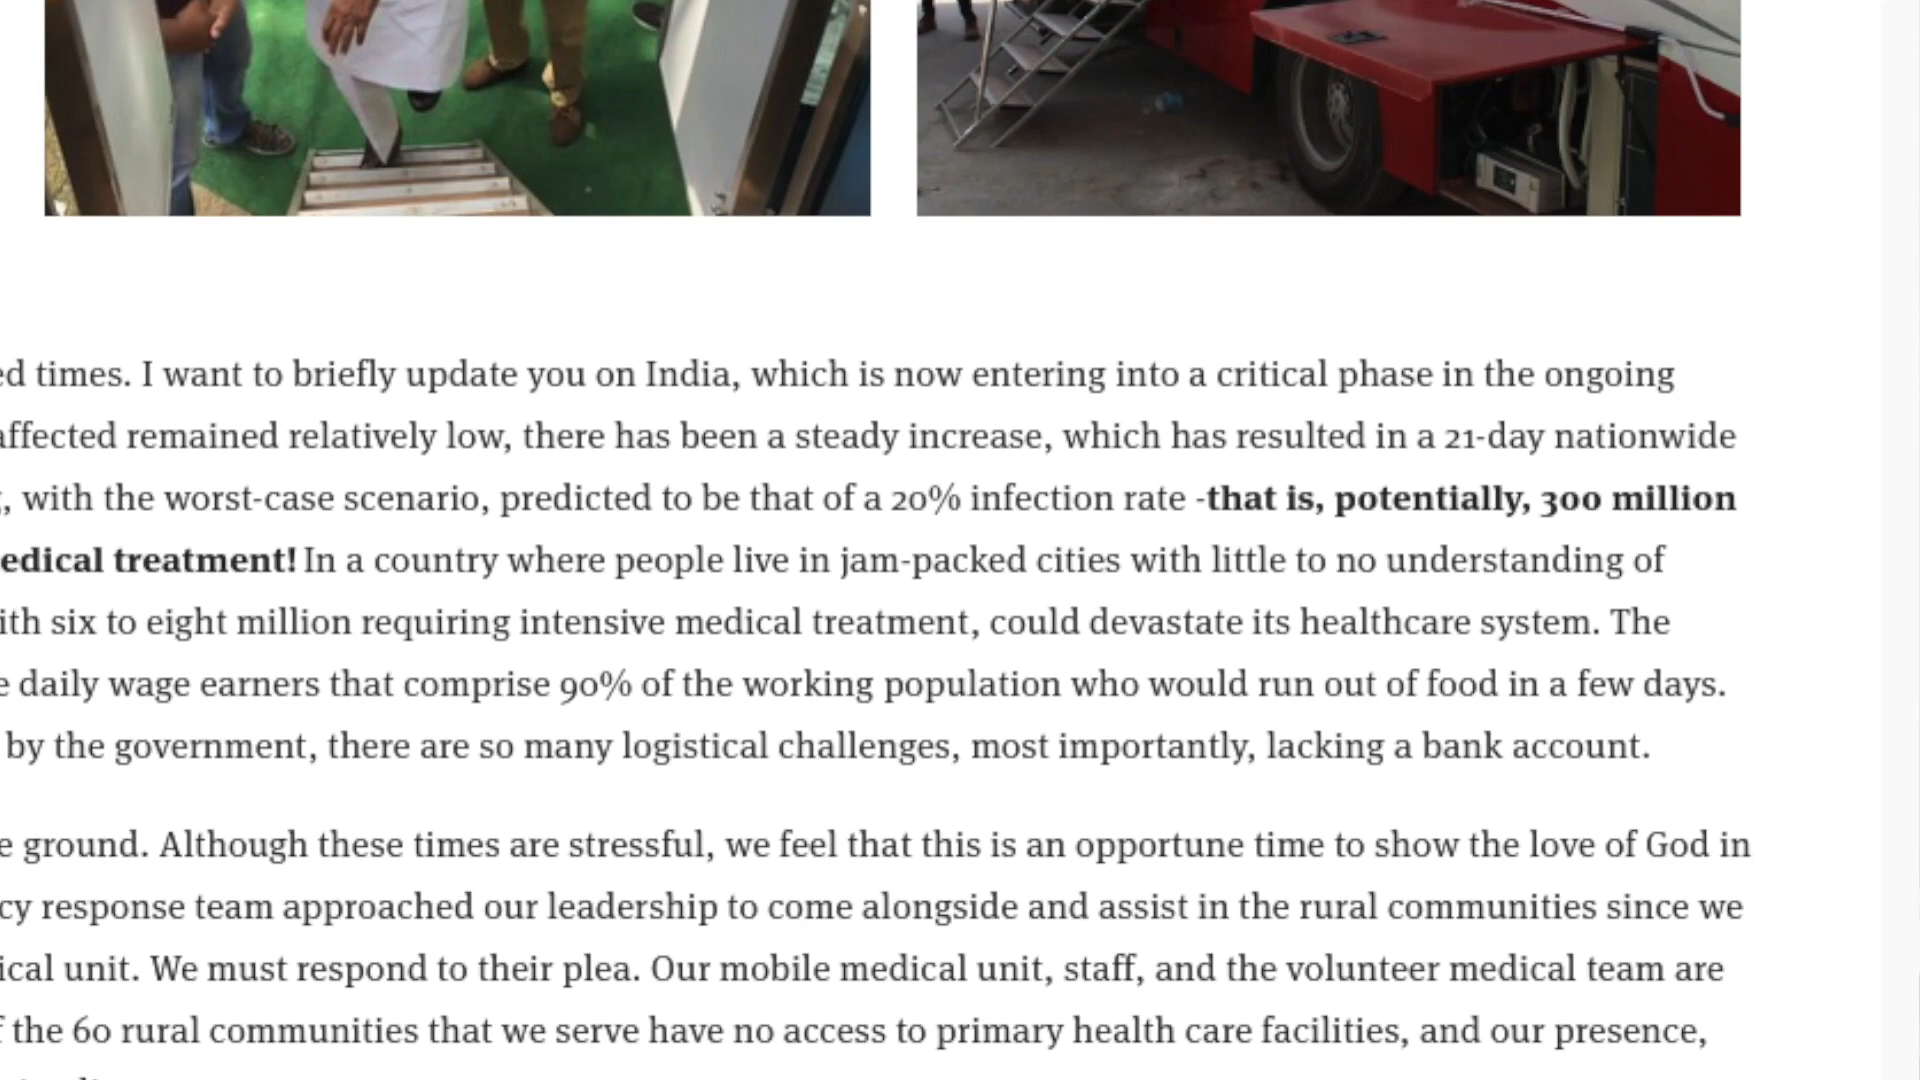 times. I want to briefly update you on India, which is now entering into a critical phase in the ongoing
affected remained relatively low, there has been a steady increase, which has resulted in a 21-day nationwide
, with the worst-case scenario, predicted to be that of a 20% infection rate -that is, potentially, 300 million
edical treatment! In a country where people live in jam-packed cities with little to no understanding of
ith six to eight million requiring intensive medical treatment, could devastate its healthcare system. The
e daily wage earners that comprise 90% of the working population who would run out of food in a few days.
by the government, there are so many logistical challenges, most importantly, lacking a bank account.
e ground. Although these times are stressful, we feel that this is an opportune time to show the love of God in
cy response team approached our leadership to come alongside and assist in the rural communities since we
ical unit. We must respond to their plea. Our mobile medical unit, staff, and the volunteer medical team are
f the 60 rural communities that we serve have no access to primary health care facilities, and our presence,